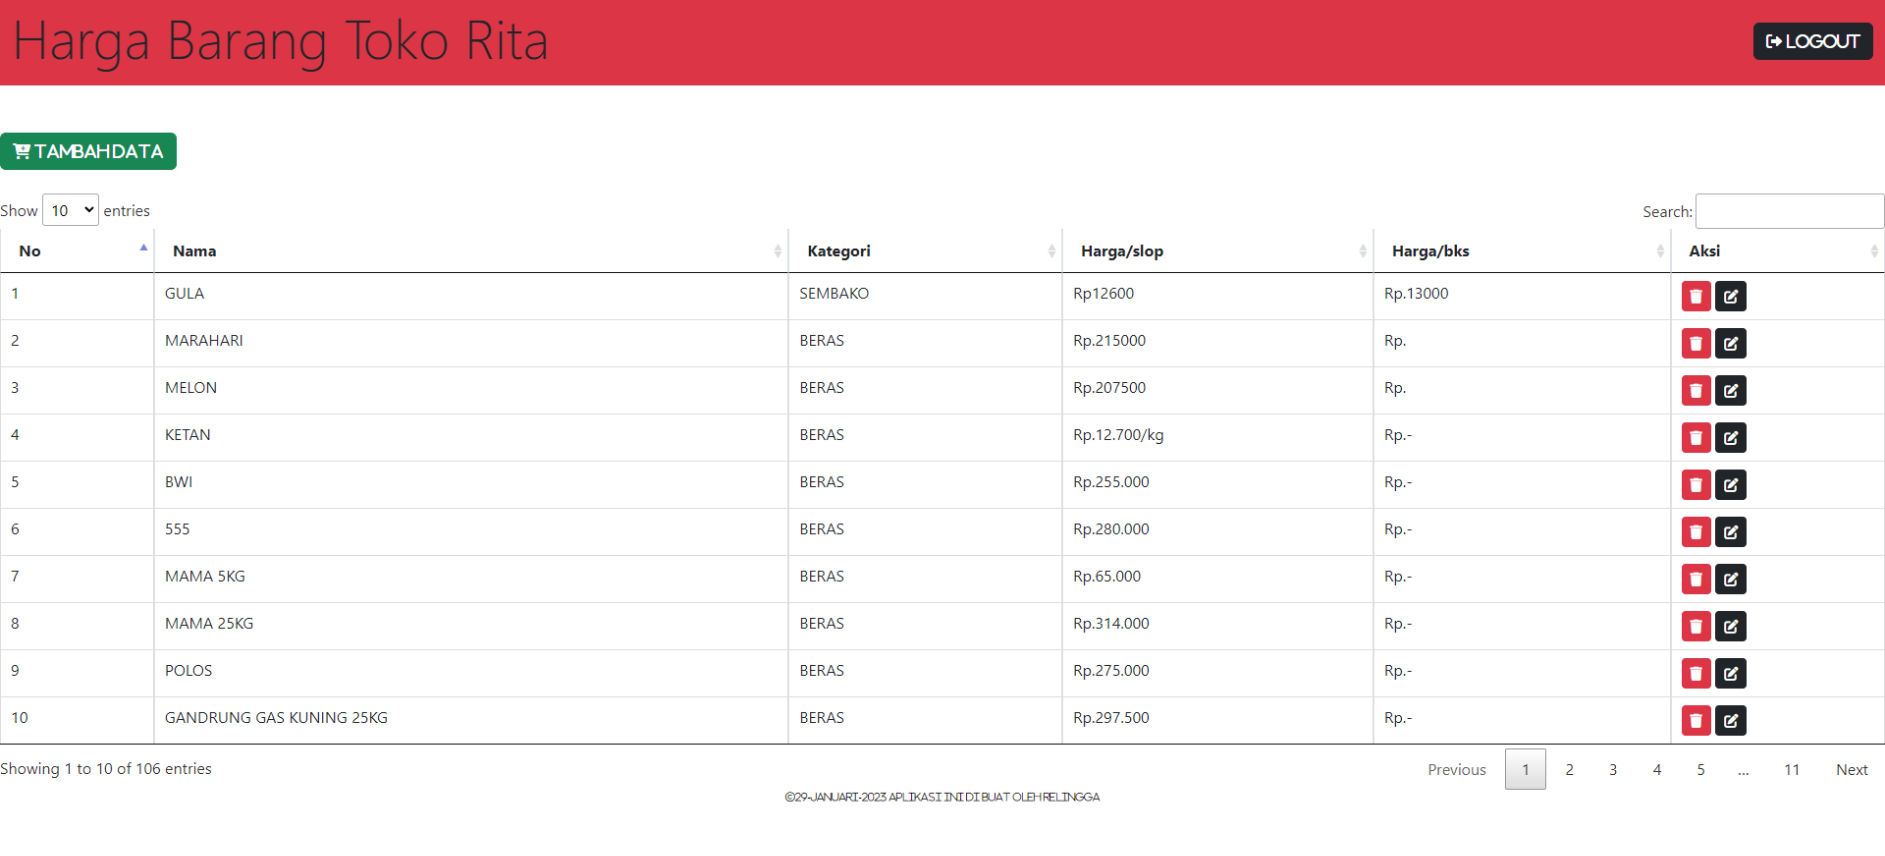 Harga Barang Toko Rita
LOGOUT
TAMBAH DATA
Show 10 entries
Search:
No Nama Kategori Harga/slop Harga/bks Aksi
1 GULA SEMBAKO Rp12600 Rp.13000
2 MARAHARI BERAS Rp.215000 Rp.
3 MELON BERAS Rp.207500 Rp.
4 KETAN BERAS Rp.12.700/kg Rp.-
5 BWI BERAS Rp.255.000 Rp.-
6 555 BERAS Rp.280.000 Rp.-
7 MAMA 5KG BERAS Rp.65.000 Rp.-
8 MAMA 25KG BERAS Rp.314.000 Rp.-
9 POLOS BERAS Rp.275.000 Rp.-
10 GANDRUNG GAS KUNING 25KG BERAS Rp.297.500 Rp.-
Showing 1 to 10 of 106 entries
Previous 1 2 3 4 5 … 11 Next
©29-JANUARI-2023 APLIKASI INI DI BUAT OLEH RELINGGA